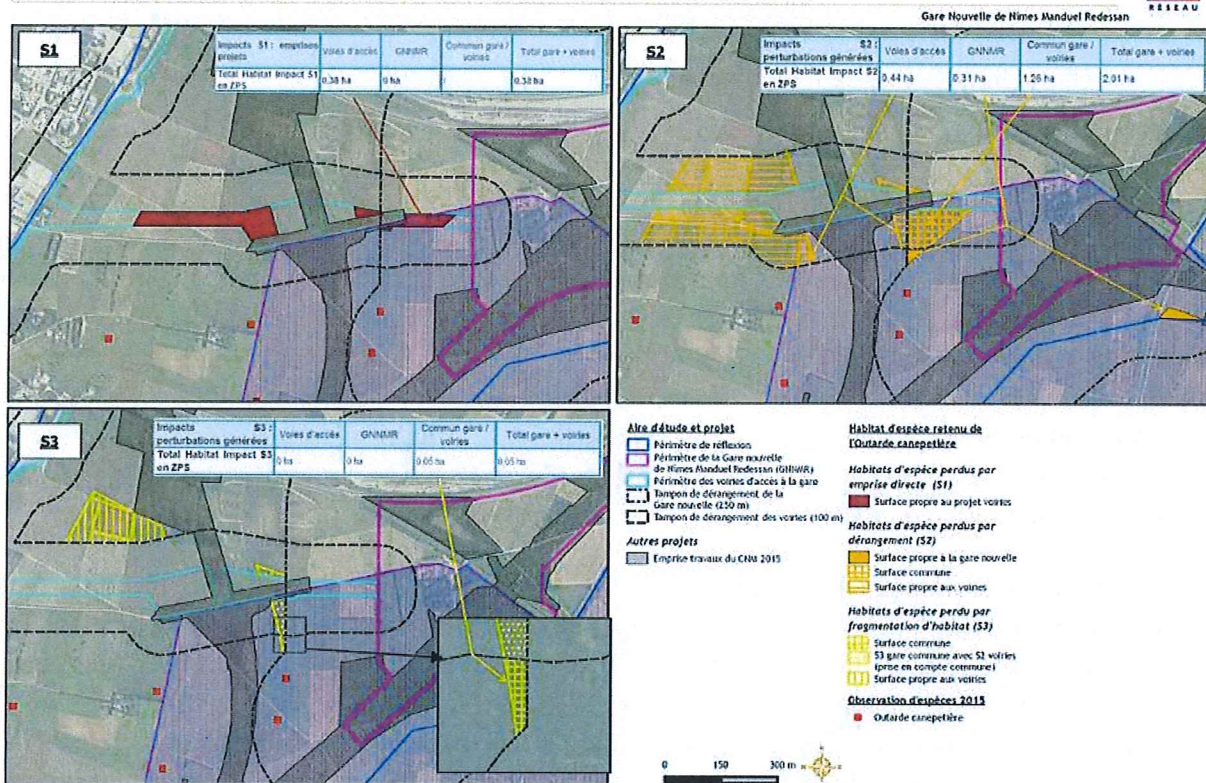 RÉSEAU
Gare Nouvelle de Nîmes Manduel Redessan
S1
Impacts S1 : emprises projets
Voies d'accès
GNNMR
Commun gare / voiries
Total gare + voiries
Total Habitat Impact S1 en ZPS
0,38 ha
0 ha
/
0,38 ha
S2
Impacts S2 : perturbations générées
Voies d'accès
GNNMR
Commun gare / voiries
Total gare + voiries
Total Habitat Impact S2 en ZPS
0,44 ha
0,31 ha
1,26 ha
2,01 ha
S3
Impacts S3 : perturbations générées
Voies d'accès
GNNMR
Commun gare / voiries
Total gare + voiries
Total Habitat Impact S3 en ZPS
0 ha
0 ha
0,05 ha
0,05 ha
Aire d'étude et projet
Périmètre de réflexion
Périmètre de la Gare nouvelle
de Nîmes Manduel Redessan (GNNMR)
Périmètre des voiries d'accès à la gare
Tampon de dérangement de la
Gare nouvelle (250 m)
Tampon de dérangement des voiries (100 m)
Autres projets
Emprise travaux du CNM 2015
Habitat d'espèce retenu de
l'Outarde canepetière
Habitats d'espèce perdus par
emprise directe (S1)
Surface propre au projet voiries
Habitats d'espèce perdus par
dérangement (S2)
Surface propre à la gare nouvelle
Surface commune
Surface propre aux voiries
Habitats d'espèce perdu par
fragmentation d'habitat (S3)
Surface commune
S3 gare commune avec S2 voiries
(prise en compte commune)
Surface propre aux voiries
Observation d'espèces 2015
Outarde canepetière
0 150 300 m